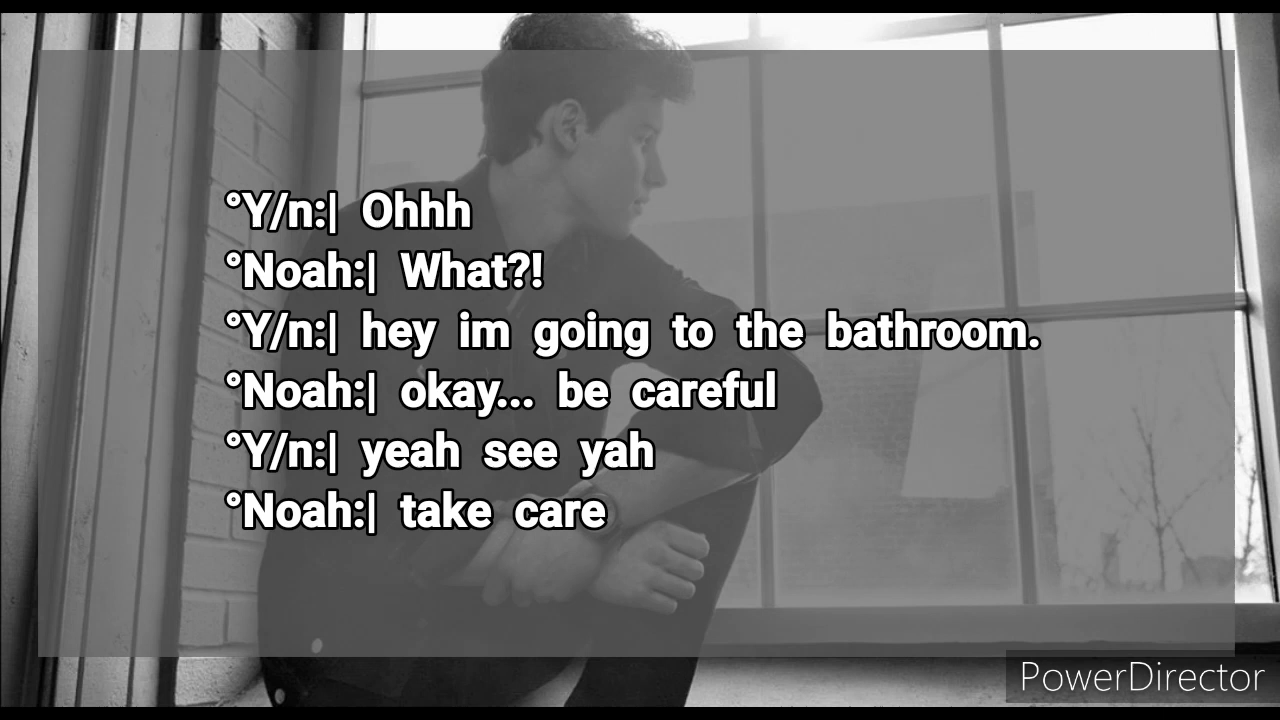 °Y/n:| Ohhh
°Noah:| What?!
°Y/n:| hey im going to the bathroom.
°Noah:| okay... be careful
°Y/n:| yeah see yah
°Noah:| take care
PowerDirector